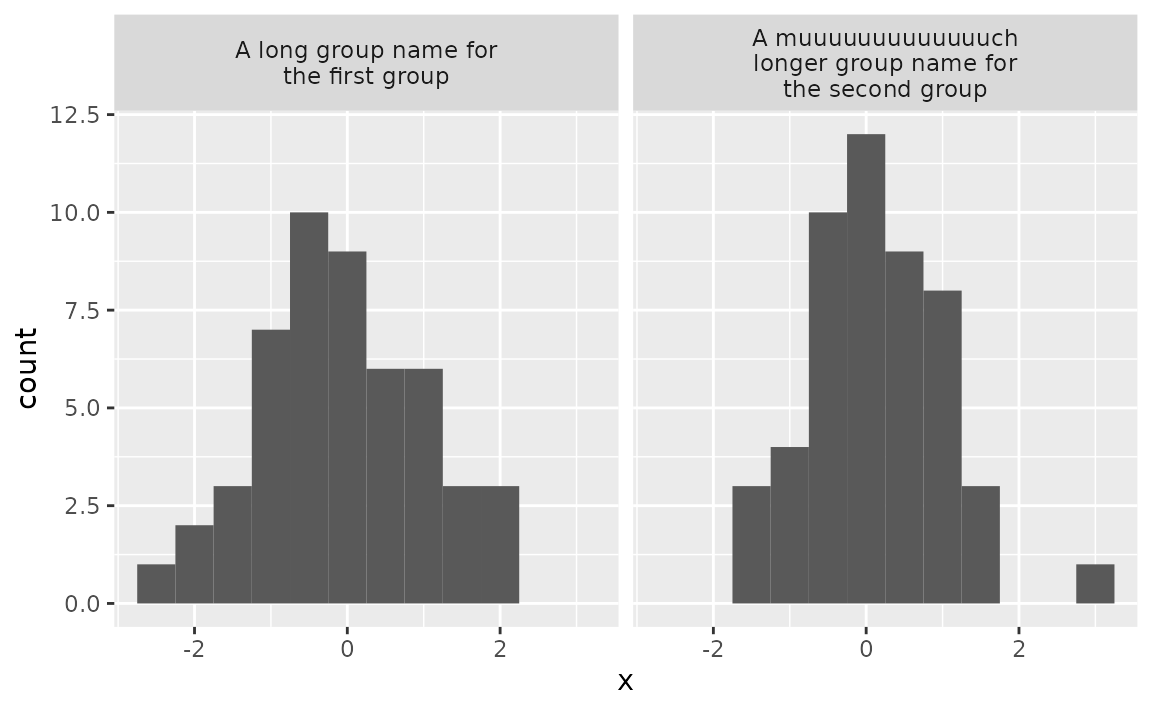 A long group name for
the first group
A muuuuuuuuuuuuuch
longer group name for
the second group
12.5
10.0
7.5
5.0
2.5
0.0
count
-2
0
2
-2
0
2
x